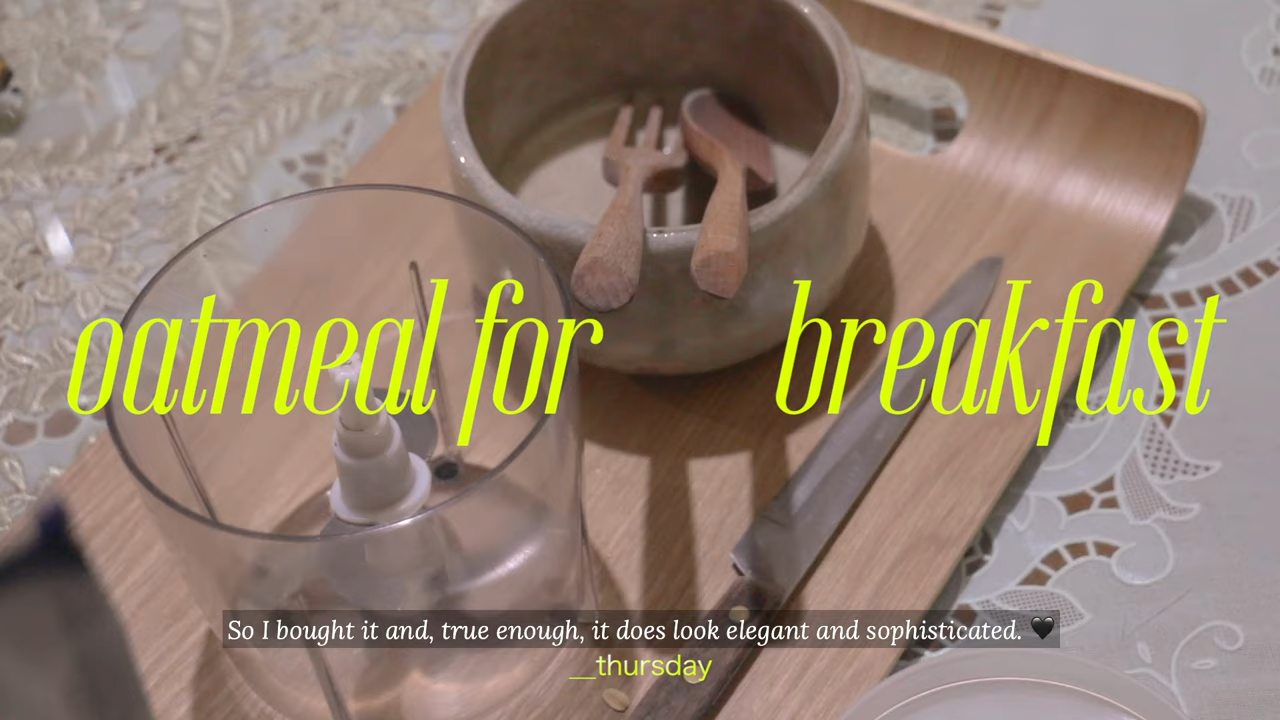 oatmeal for breakfast
So I bought it and, true enough, it does look elegant and sophisticated. 🖤
__thursday